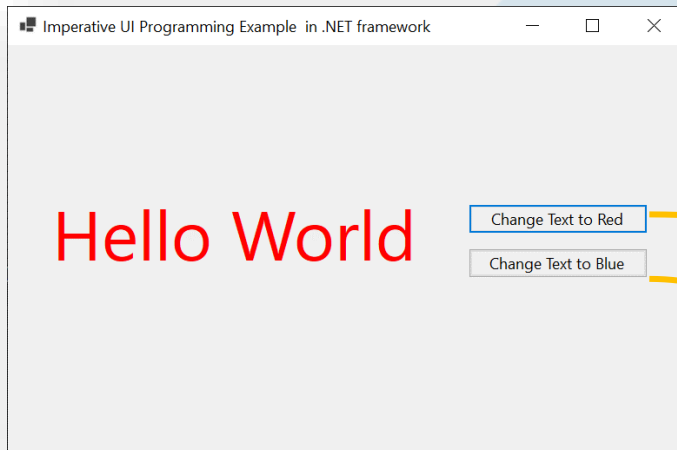 Imperative UI Programming Example  in .NET framework
Hello World
Change Text to Red
Change Text to Blue